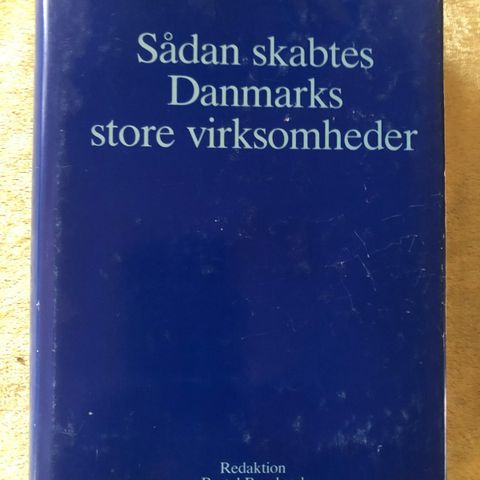 Sådan skabtes
Danmarks
store virksomheder
Redaktion